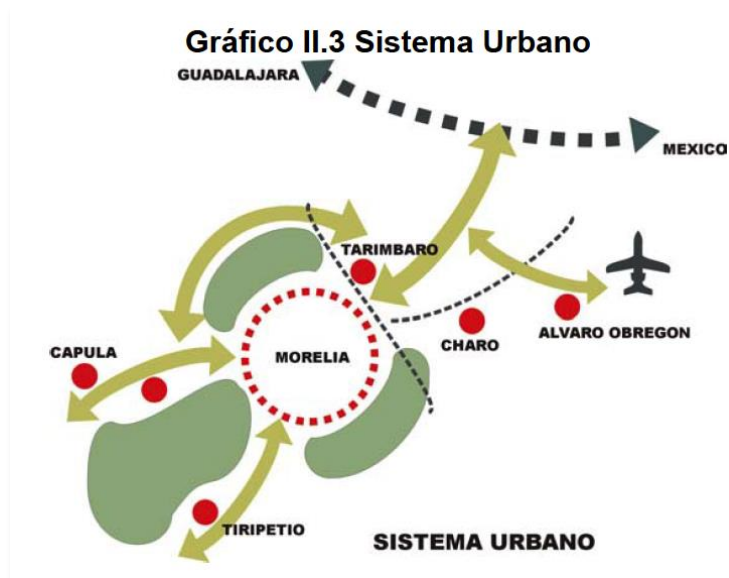 Gráfico II.3 Sistema Urbano
GUADALAJARA
MEXICO
TARIMBARO
ALVARO OBREGON
CHARO
CAPULA
MORELIA
TIRIPETIO
SISTEMA URBANO